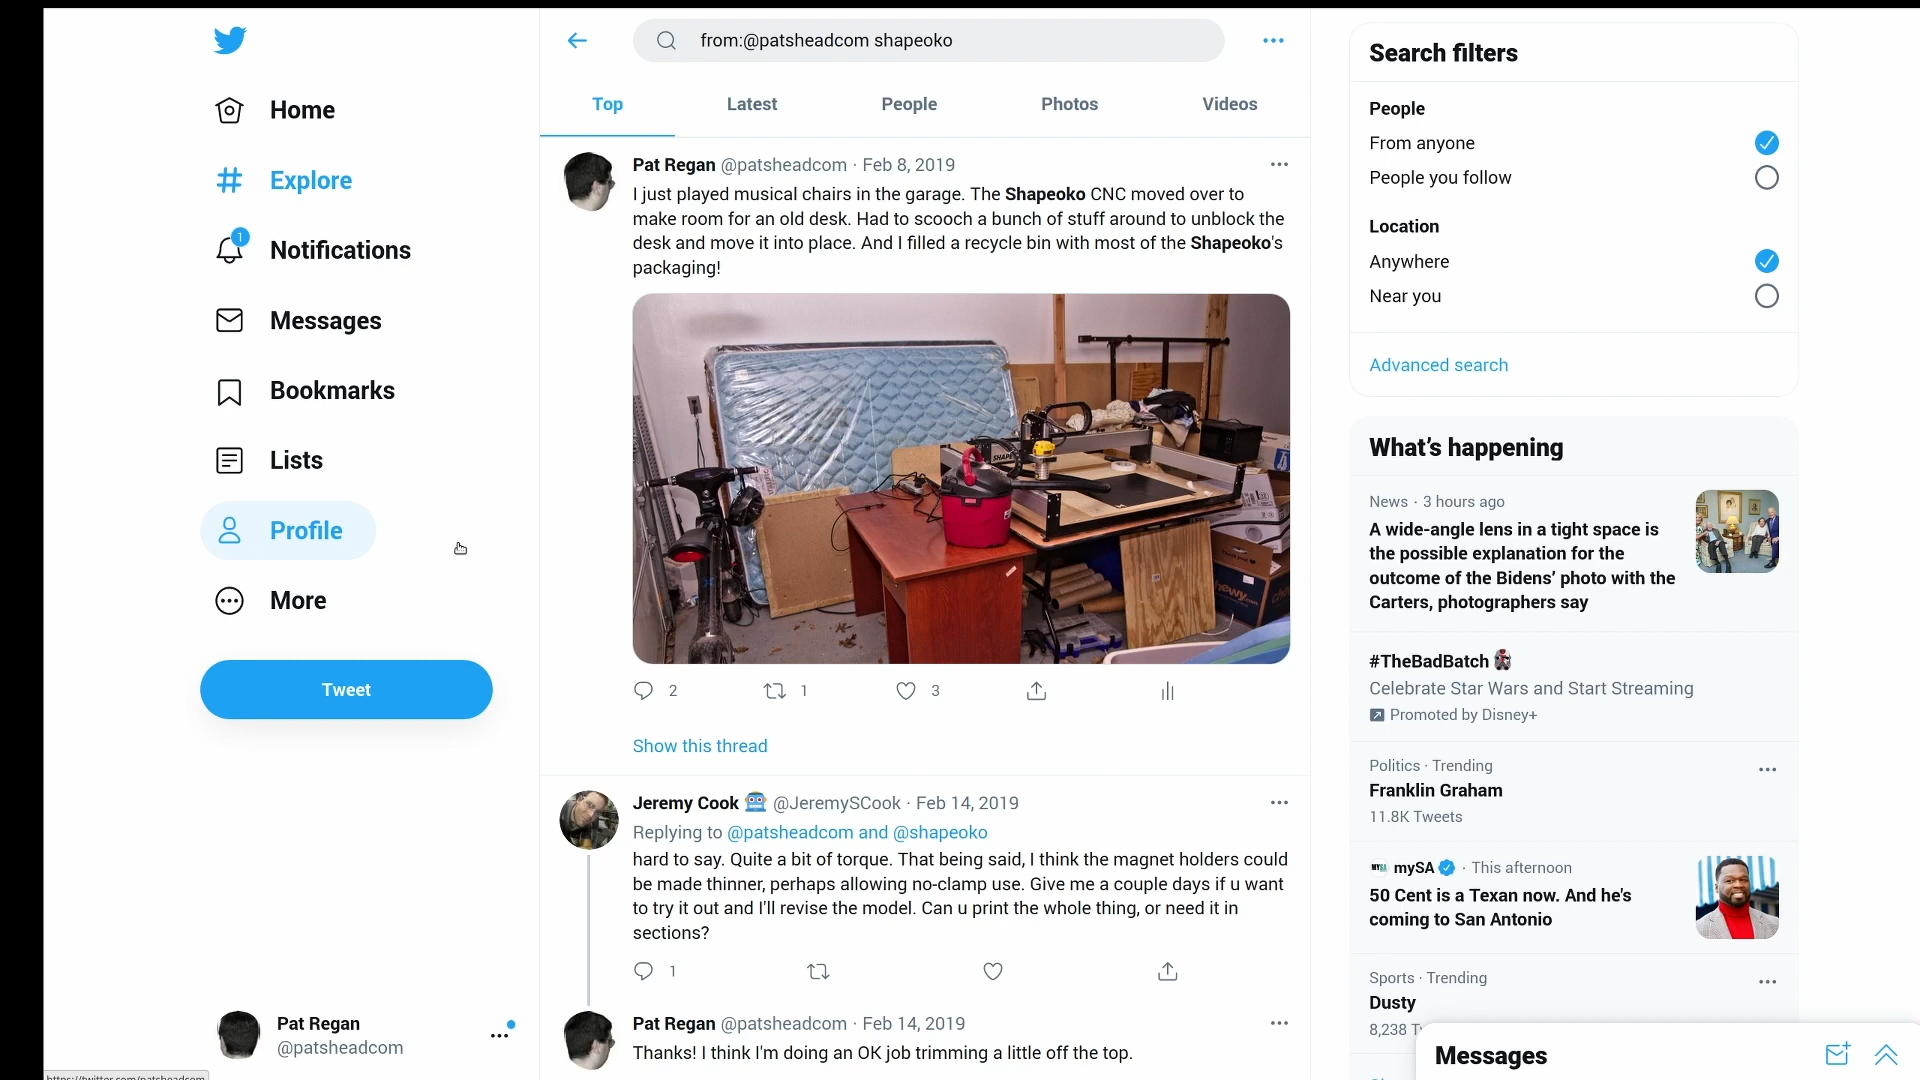 from:@patsheadcom shapeoko
Home
Explore
1
Notifications
Messages
Bookmarks
Lists
Profile
More
Tweet
Pat Regan
@patsheadcom
https://twitter.com/patsheadcom
Top
Latest
People
Photos
Videos
Pat Regan @patsheadcom · Feb 8, 2019
I just played musical chairs in the garage. The Shapeoko CNC moved over to
make room for an old desk. Had to scooch a bunch of stuff around to unblock the
desk and move it into place. And I filled a recycle bin with most of the Shapeoko's
packaging!
SHAPE
2
1
3
Show this thread
Jeremy Cook @JeremySCook · Feb 14, 2019
Replying to @patsheadcom and @shapeoko
hard to say. Quite a bit of torque. That being said, I think the magnet holders could
be made thinner, perhaps allowing no-clamp use. Give me a couple days if u want
to try it out and I'll revise the model. Can u print the whole thing, or need it in
sections?
1
Pat Regan @patsheadcom · Feb 14, 2019
Thanks! I think I'm doing an OK job trimming a little off the top.
Search filters
People
From anyone
People you follow
Location
Anywhere
Near you
Advanced search
What's happening
News · 3 hours ago
A wide-angle lens in a tight space is
the possible explanation for the
outcome of the Bidens' photo with the
Carters, photographers say
#TheBadBatch
Celebrate Star Wars and Start Streaming
Promoted by Disney+
Politics · Trending
Franklin Graham
11.8K Tweets
mySA · This afternoon
50 Cent is a Texan now. And he's
coming to San Antonio
Sports · Trending
Dusty
8,238
Messages